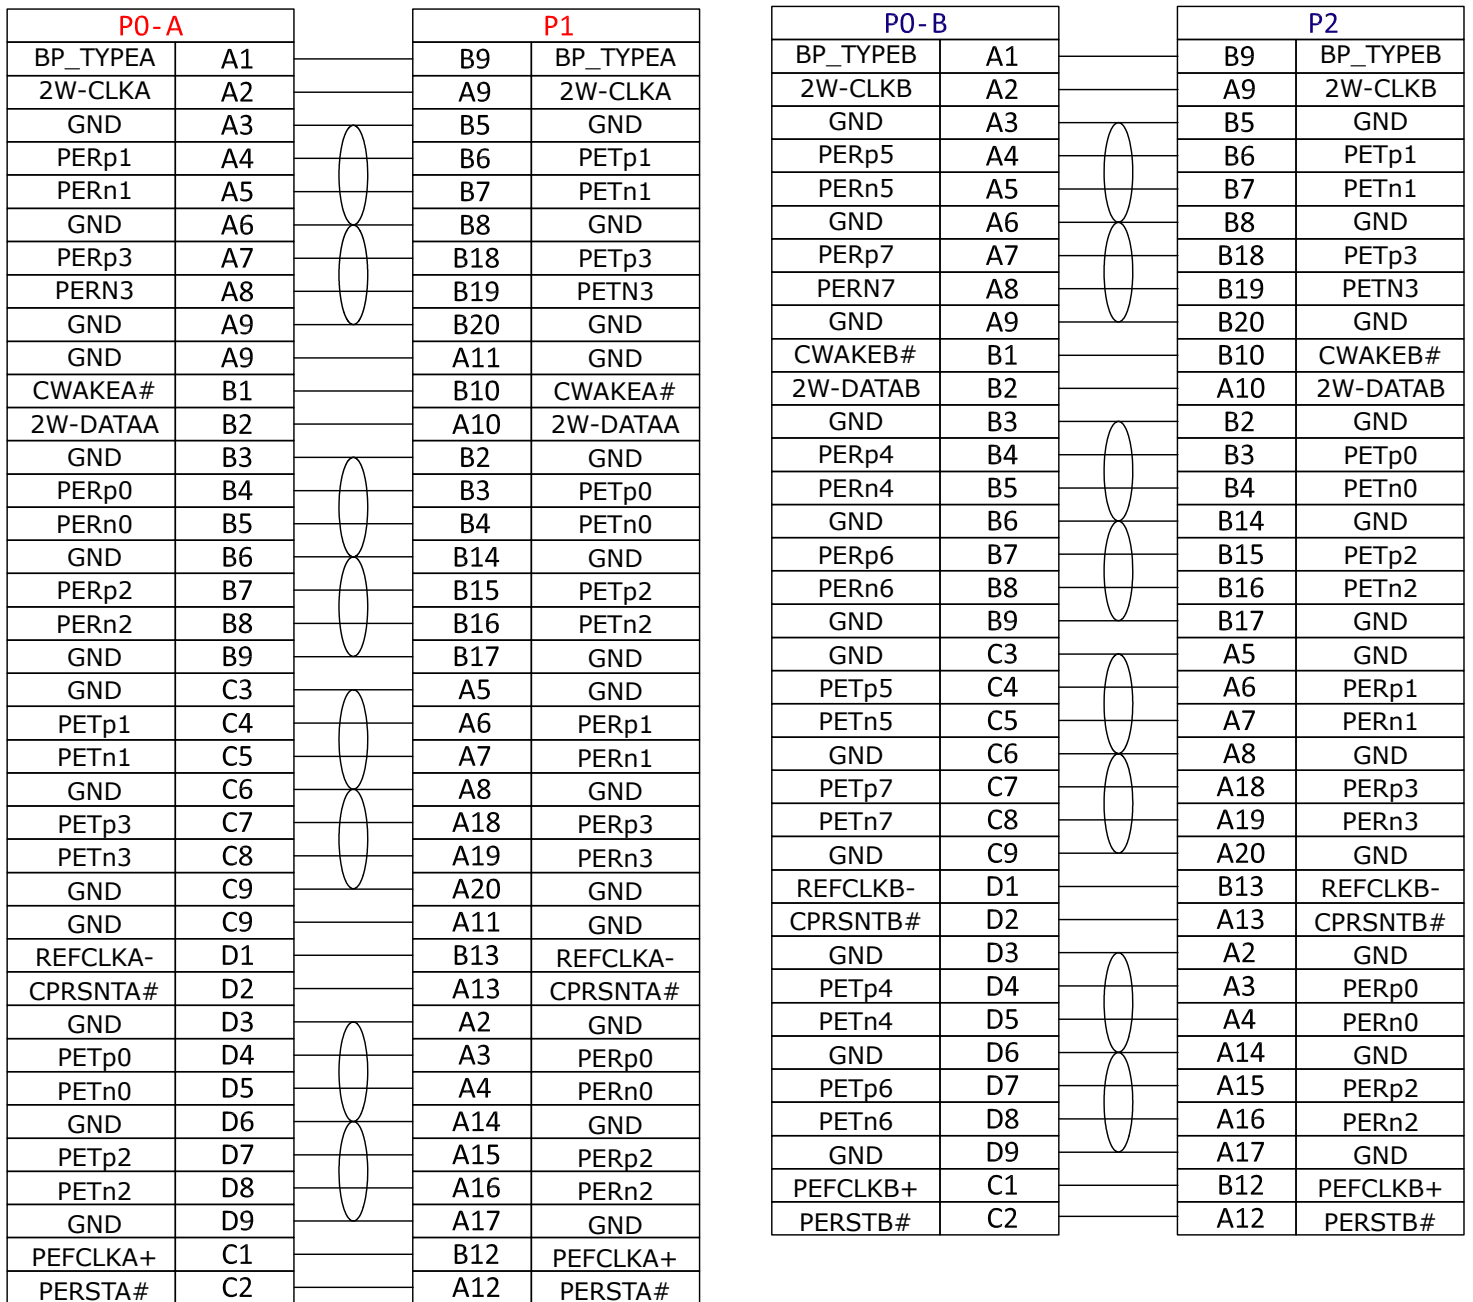 P0-A P1
BP_TYPEA A1 B9 BP_TYPEA
2W-CLKA A2 A9 2W-CLKA
GND A3 B5 GND
PERp1 A4 B6 PETp1
PERn1 A5 B7 PETn1
GND A6 B8 GND
PERp3 A7 B18 PETp3
PERN3 A8 B19 PETN3
GND A9 B20 GND
GND A9 A11 GND
CWAKEA# B1 B10 CWAKEA#
2W-DATAA B2 A10 2W-DATAA
GND B3 B2 GND
PERp0 B4 B3 PETp0
PERn0 B5 B4 PETn0
GND B6 B14 GND
PERp2 B7 B15 PETp2
PERn2 B8 B16 PETn2
GND B9 B17 GND
GND C3 A5 GND
PETp1 C4 A6 PERp1
PETn1 C5 A7 PERn1
GND C6 A8 GND
PETp3 C7 A18 PERp3
PETn3 C8 A19 PERn3
GND C9 A20 GND
GND C9 A11 GND
REFCLKA- D1 B13 REFCLKA-
CPRSNTA# D2 A13 CPRSNTA#
GND D3 A2 GND
PETp0 D4 A3 PERp0
PETn0 D5 A4 PERn0
GND D6 A14 GND
PETp2 D7 A15 PERp2
PETn2 D8 A16 PERn2
GND D9 A17 GND
PEFCLKA+ C1 B12 PEFCLKA+
PERSTA# C2 A12 PERSTA#
P0-B P2
BP_TYPEB A1 B9 BP_TYPEB
2W-CLKB A2 A9 2W-CLKB
GND A3 B5 GND
PERp5 A4 B6 PETp1
PERn5 A5 B7 PETn1
GND A6 B8 GND
PERp7 A7 B18 PETp3
PERN7 A8 B19 PETN3
GND A9 B20 GND
CWAKEB# B1 B10 CWAKEB#
2W-DATAB B2 A10 2W-DATAB
GND B3 B2 GND
PERp4 B4 B3 PETp0
PERn4 B5 B4 PETn0
GND B6 B14 GND
PERp6 B7 B15 PETp2
PERn6 B8 B16 PETn2
GND B9 B17 GND
GND C3 A5 GND
PETp5 C4 A6 PERp1
PETn5 C5 A7 PERn1
GND C6 A8 GND
PETp7 C7 A18 PERp3
PETn7 C8 A19 PERn3
GND C9 A20 GND
REFCLKB- D1 B13 REFCLKB-
CPRSNTB# D2 A13 CPRSNTB#
GND D3 A2 GND
PETp4 D4 A3 PERp0
PETn4 D5 A4 PERn0
GND D6 A14 GND
PETp6 D7 A15 PERp2
PETn6 D8 A16 PERn2
GND D9 A17 GND
PEFCLKB+ C1 B12 PEFCLKB+
PERSTB# C2 A12 PERSTB#